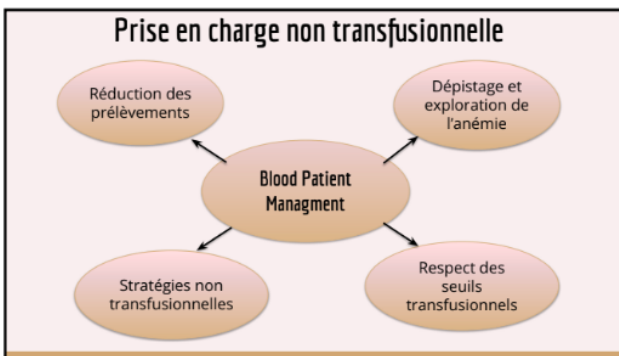 Prise en charge non transfusionnelle
Réduction des
prélèvements
Dépistage et
exploration de
l'anémie
Blood Patient
Managment
Stratégies non
transfusionnelles
Respect des
seuils
transfusionnels